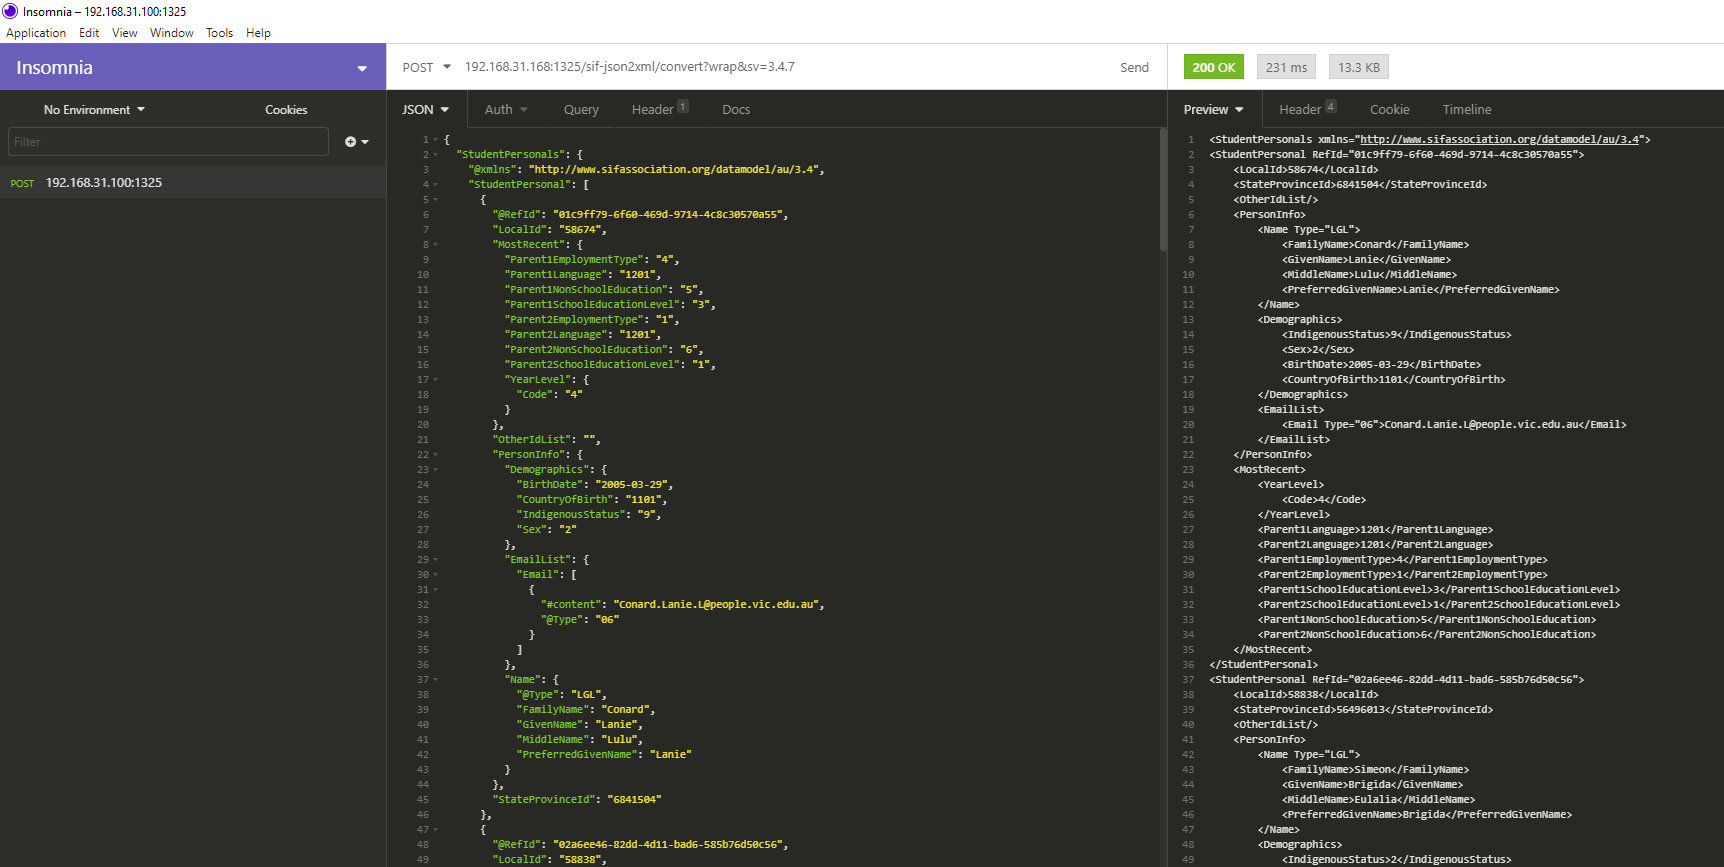 Insomnia – 192.168.31.100:1325
Application Edit View Window Tools Help
Insomnia
No Environment Cookies
Filter
POST 192.168.31.100:1325
POST 192.168.31.168:1325/sif-json2xml/convert?wrap&sv=3.4.7 Send
JSON Auth Query Header 1 Docs
1 {
2 "StudentPersonals": {
3 "@xmlns": "http://www.sifassociation.org/datamodel/au/3.4",
4 "StudentPersonal": [
5 {
6 "@RefId": "01c9ff79-6f60-469d-9714-4c8c30570a55",
7 "LocalId": "58674",
8 "MostRecent": {
9 "Parent1EmploymentType": "4",
10 "Parent1Language": "1201",
11 "Parent1NonSchoolEducation": "5",
12 "Parent1SchoolEducationLevel": "3",
13 "Parent2EmploymentType": "1",
14 "Parent2Language": "1201",
15 "Parent2NonSchoolEducation": "6",
16 "Parent2SchoolEducationLevel": "1",
17 "YearLevel": {
18 "Code": "4"
19 }
20 },
21 "OtherIdList": "",
22 "PersonInfo": {
23 "Demographics": {
24 "BirthDate": "2005-03-29",
25 "CountryOfBirth": "1101",
26 "IndigenousStatus": "9",
27 "Sex": "2"
28 },
29 "EmailList": {
30 "Email": [
31 {
32 "#content": "Conard.Lanie.L@people.vic.edu.au",
33 "@Type": "06"
34 }
35 ]
36 },
37 "Name": {
38 "@Type": "LGL",
39 "FamilyName": "Conard",
40 "GivenName": "Lanie",
41 "MiddleName": "Lulu",
42 "PreferredGivenName": "Lanie"
43 }
44 },
45 "StateProvinceId": "6841504"
46 },
47 {
48 "@RefId": "02a6ee46-82dd-4d11-bad6-585b76d50c56",
49 "LocalId": "58838",
200 OK 231 ms 13.3 KB
Preview Header 4 Cookie Timeline
1 <StudentPersonals xmlns="http://www.sifassociation.org/datamodel/au/3.4">
2 <StudentPersonal RefId="01c9ff79-6f60-469d-9714-4c8c30570a55">
3 <LocalId>58674</LocalId>
4 <StateProvinceId>6841504</StateProvinceId>
5 <OtherIdList/>
6 <PersonInfo>
7 <Name Type="LGL">
8 <FamilyName>Conard</FamilyName>
9 <GivenName>Lanie</GivenName>
10 <MiddleName>Lulu</MiddleName>
11 <PreferredGivenName>Lanie</PreferredGivenName>
12 </Name>
13 <Demographics>
14 <IndigenousStatus>9</IndigenousStatus>
15 <Sex>2</Sex>
16 <BirthDate>2005-03-29</BirthDate>
17 <CountryOfBirth>1101</CountryOfBirth>
18 </Demographics>
19 <EmailList>
20 <Email Type="06">Conard.Lanie.L@people.vic.edu.au</Email>
21 </EmailList>
22 </PersonInfo>
23 <MostRecent>
24 <YearLevel>
25 <Code>4</Code>
26 </YearLevel>
27 <Parent1Language>1201</Parent1Language>
28 <Parent2Language>1201</Parent2Language>
29 <Parent1EmploymentType>4</Parent1EmploymentType>
30 <Parent2EmploymentType>1</Parent2EmploymentType>
31 <Parent1SchoolEducationLevel>3</Parent1SchoolEducationLevel>
32 <Parent2SchoolEducationLevel>1</Parent2SchoolEducationLevel>
33 <Parent1NonSchoolEducation>5</Parent1NonSchoolEducation>
34 <Parent2NonSchoolEducation>6</Parent2NonSchoolEducation>
35 </MostRecent>
36 </StudentPersonal>
37 <StudentPersonal RefId="02a6ee46-82dd-4d11-bad6-585b76d50c56">
38 <LocalId>58838</LocalId>
39 <StateProvinceId>56496013</StateProvinceId>
40 <OtherIdList/>
41 <PersonInfo>
42 <Name Type="LGL">
43 <FamilyName>Simeon</FamilyName>
44 <GivenName>Brigida</GivenName>
45 <MiddleName>Eulalia</MiddleName>
46 <PreferredGivenName>Brigida</PreferredGivenName>
47 </Name>
48 <Demographics>
49 <IndigenousStatus>2</IndigenousStatus>